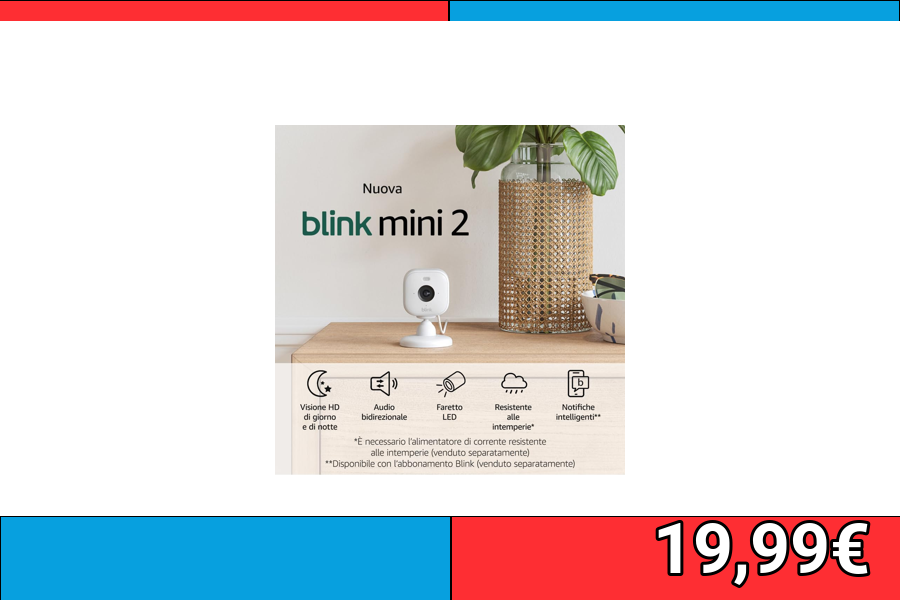 Nuova
blink mini 2
blink
Visione HD
di giorno
e di notte
Audio
bidirezionale
Faretto
LED
Resistente
alle
intemperie*
b
Notifiche
intelligenti**
*È necessario l'alimentatore di corrente resistente
alle intemperie (venduto separatamente)
**Disponibile con l'abbonamento Blink (venduto separatamente)
19,99€